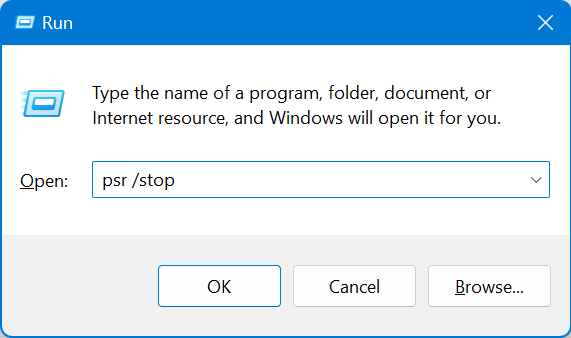 Run
Type the name of a program, folder, document, or
Internet resource, and Windows will open it for you.
Open: psr /stop
OK Cancel Browse...